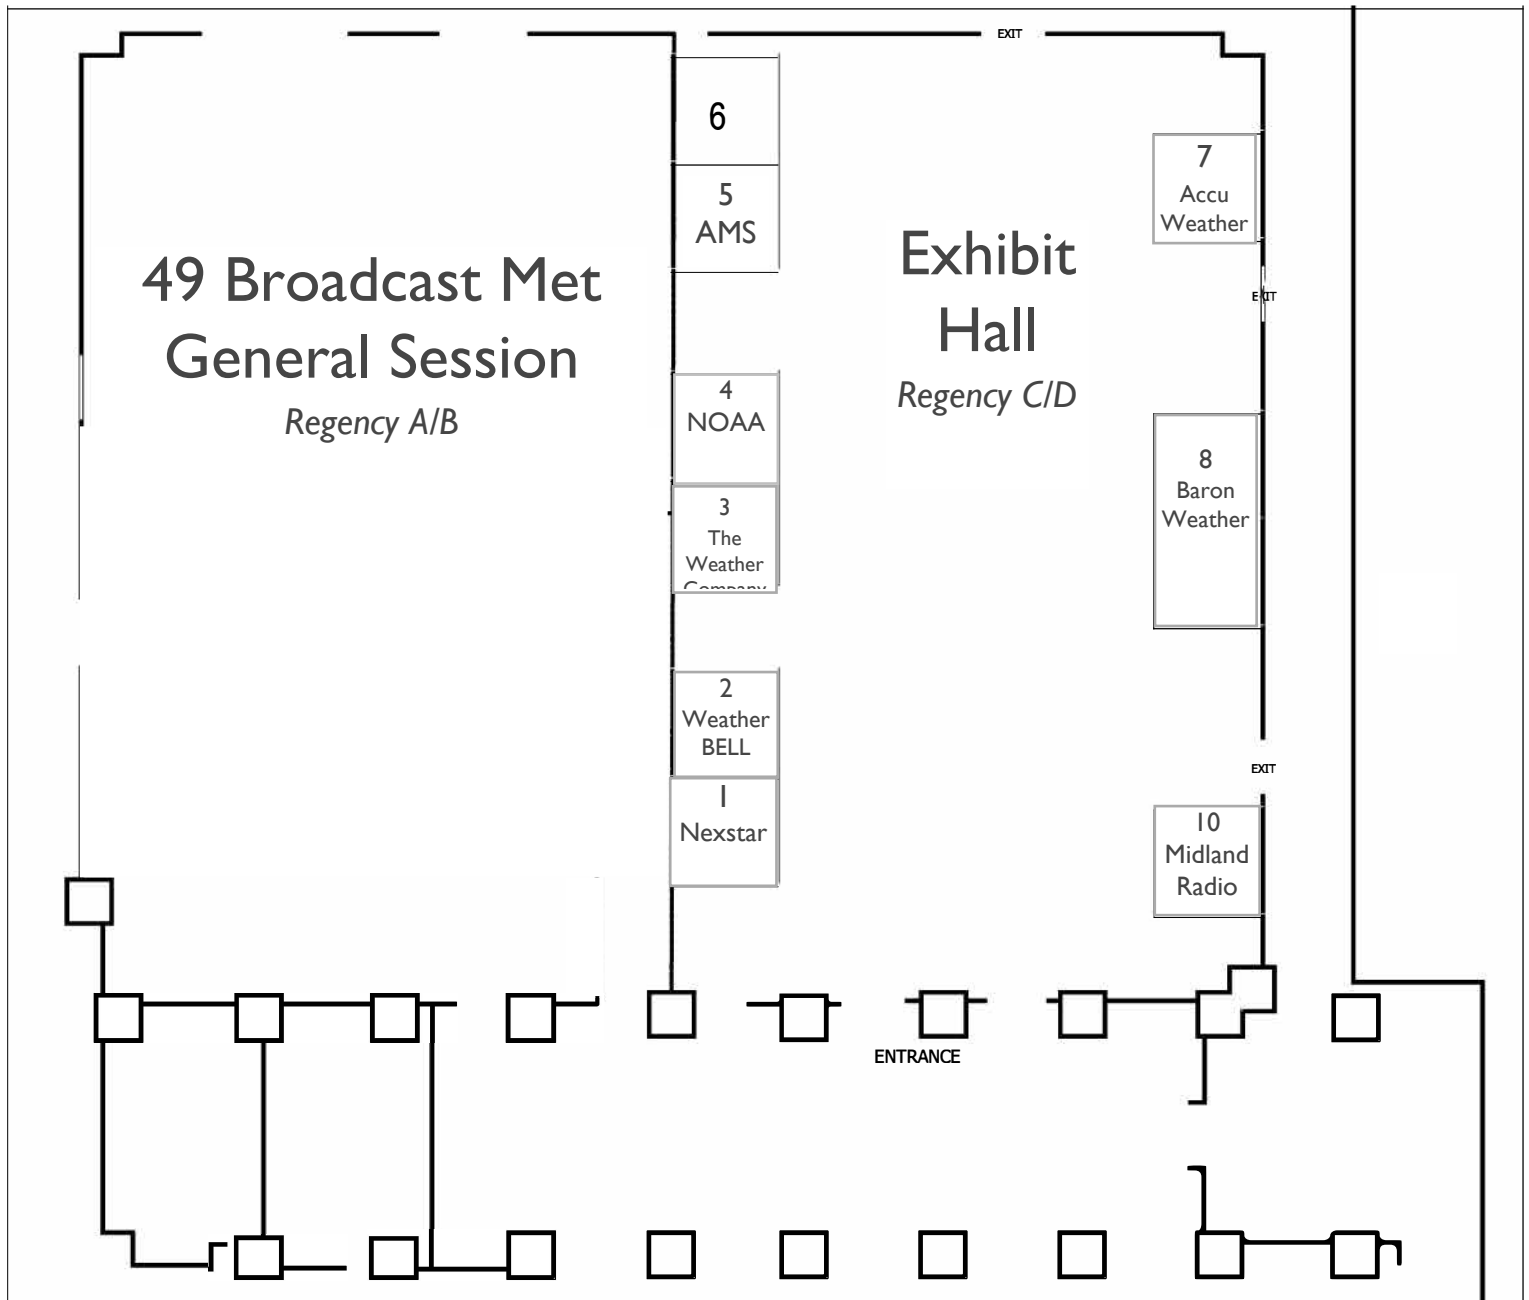 EXIT
6
5
AMS
7
Accu
Weather
49 Broadcast Met
General Session
Regency A/B
Exhibit
Hall
Regency C/D
EXIT
4
NOAA
3
The
Weather
Company
8
Baron
Weather
2
Weather
BELL
1
Nexstar
EXIT
10
Midland
Radio
ENTRANCE